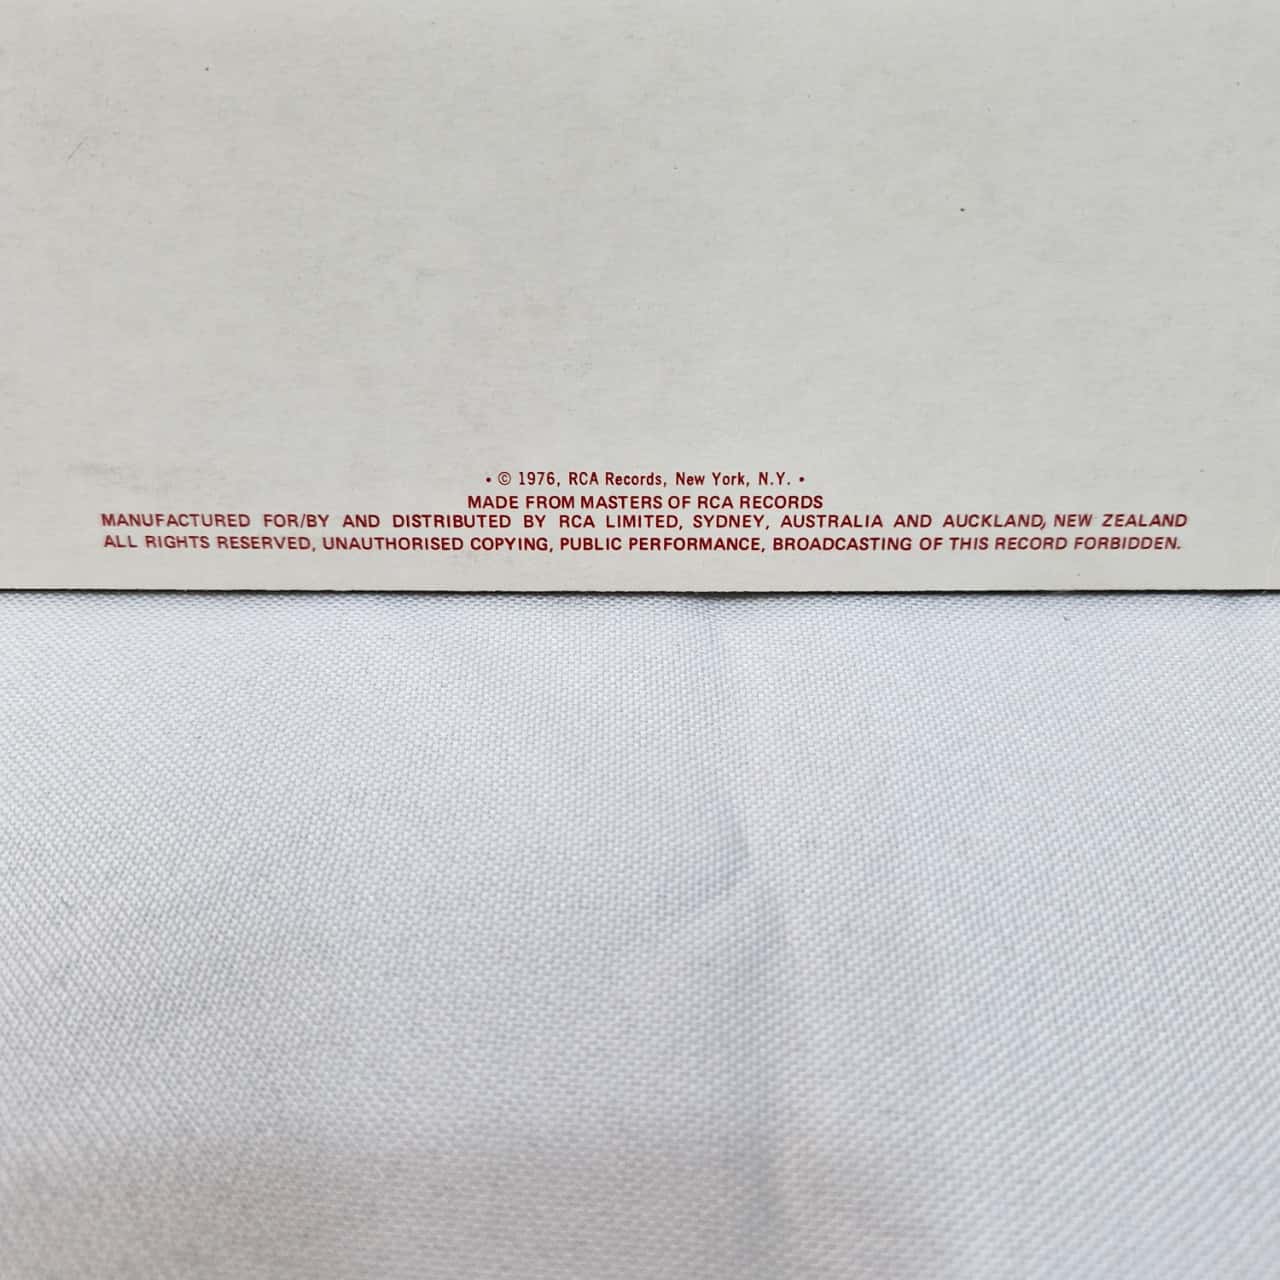 • © 1976, RCA Records, New York, N.Y. •
MADE FROM MASTERS OF RCA RECORDS
MANUFACTURED FOR/BY AND DISTRIBUTED BY RCA LIMITED, SYDNEY, AUSTRALIA AND AUCKLAND, NEW ZEALAND
ALL RIGHTS RESERVED, UNAUTHORISED COPYING, PUBLIC PERFORMANCE, BROADCASTING OF THIS RECORD FORBIDDEN.